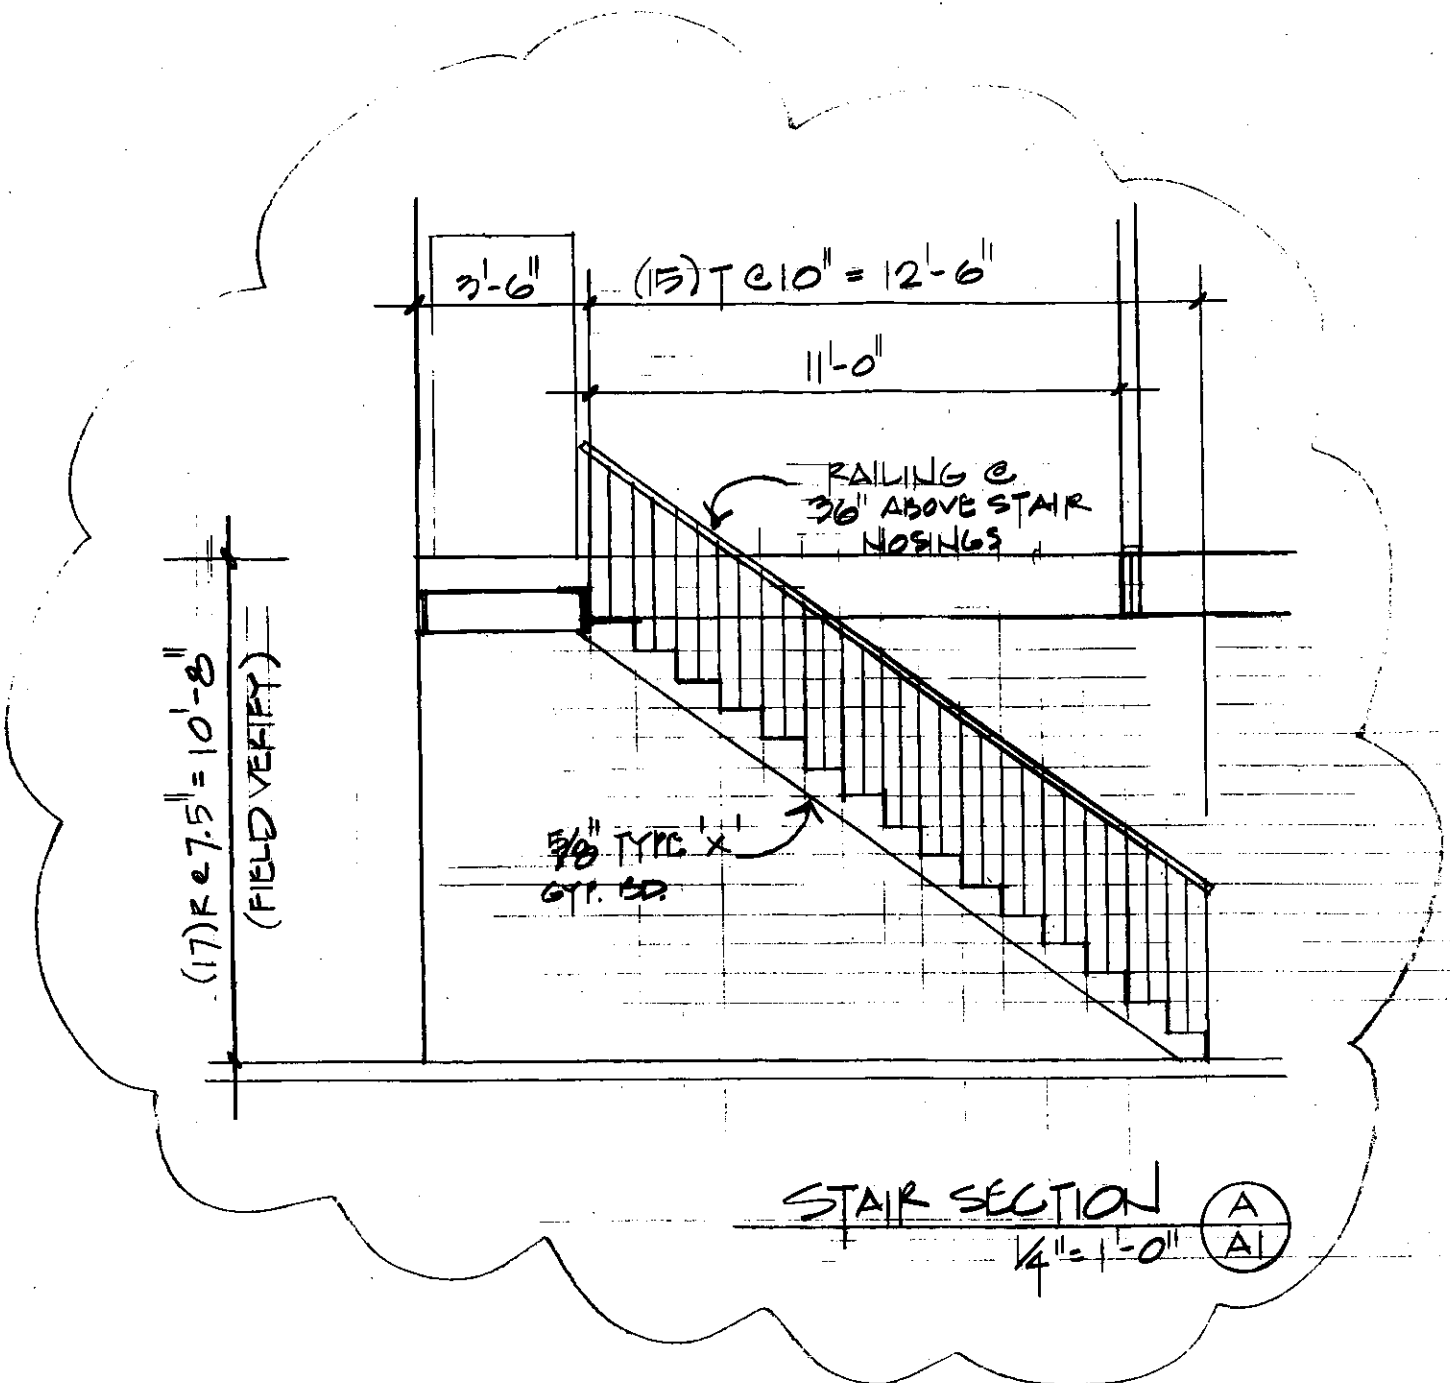 3'-6"
(15) T @ 10" = 12'-6"
11'-0"
RAILING @
36" ABOVE STAIR
NOSINGS
(17) R @ 7.5" = 10'-8"
(FIELD VERIFY)
5/8" TYPE 'X'
GYP. BD.
STAIR SECTION
1/4" = 1'-0"
A
A1